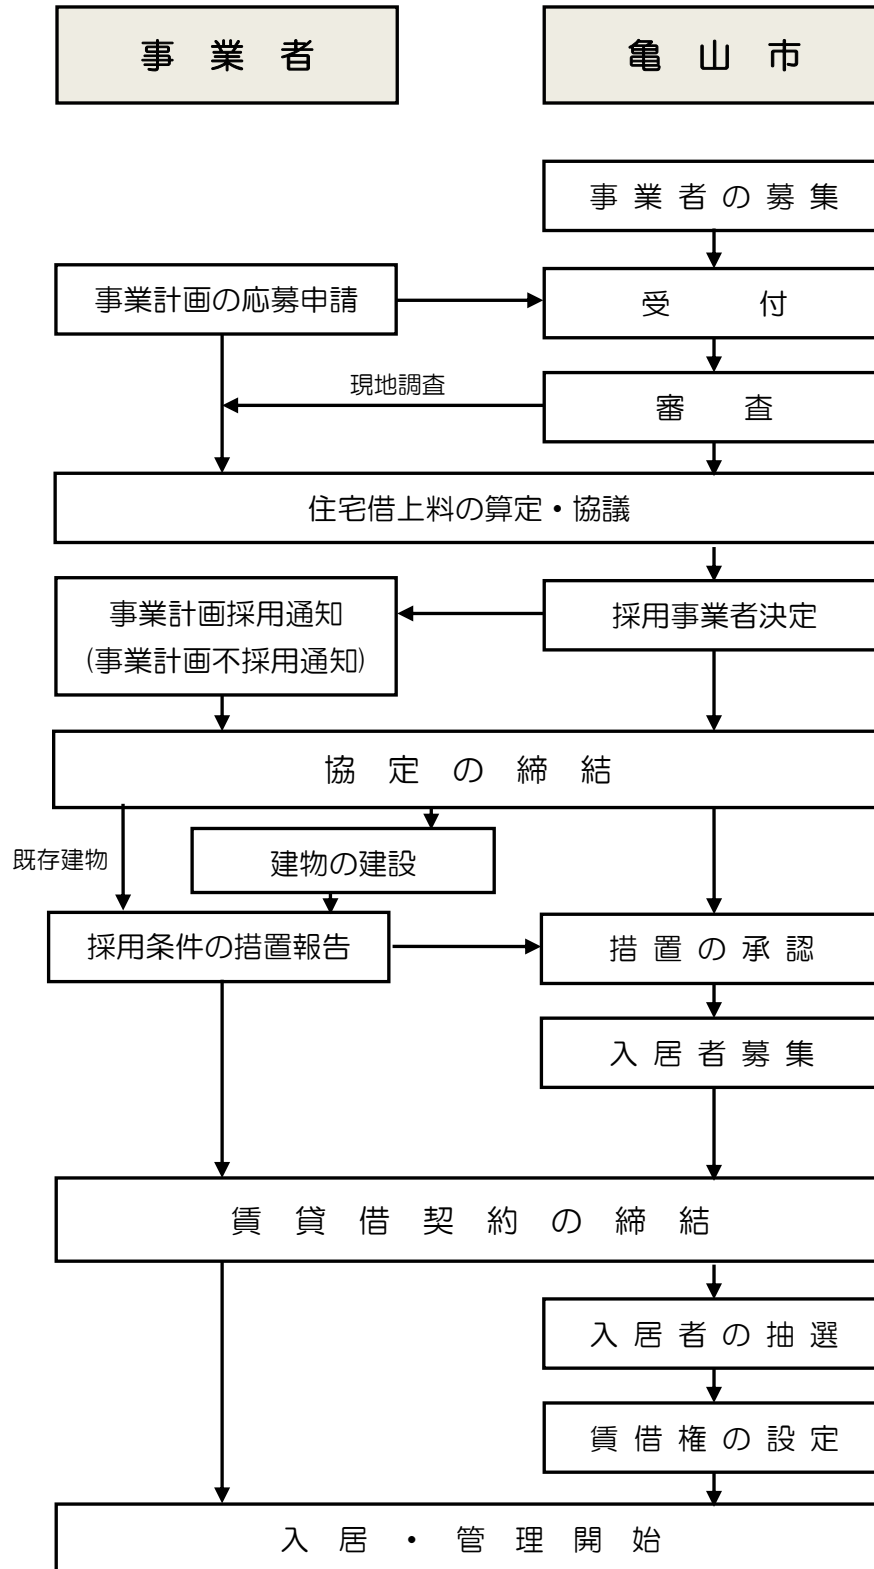 事業者
亀山市
事業者の募集
事業計画の応募申請
受付
現地調査
審査
住宅借上料の算定・協議
事業計画採用通知
(事業計画不採用通知)
採用事業者決定
協定の締結
既存建物
建物の建設
採用条件の措置報告
措置の承認
入居者募集
賃貸借契約の締結
入居者の抽選
賃借権の設定
入居・管理開始